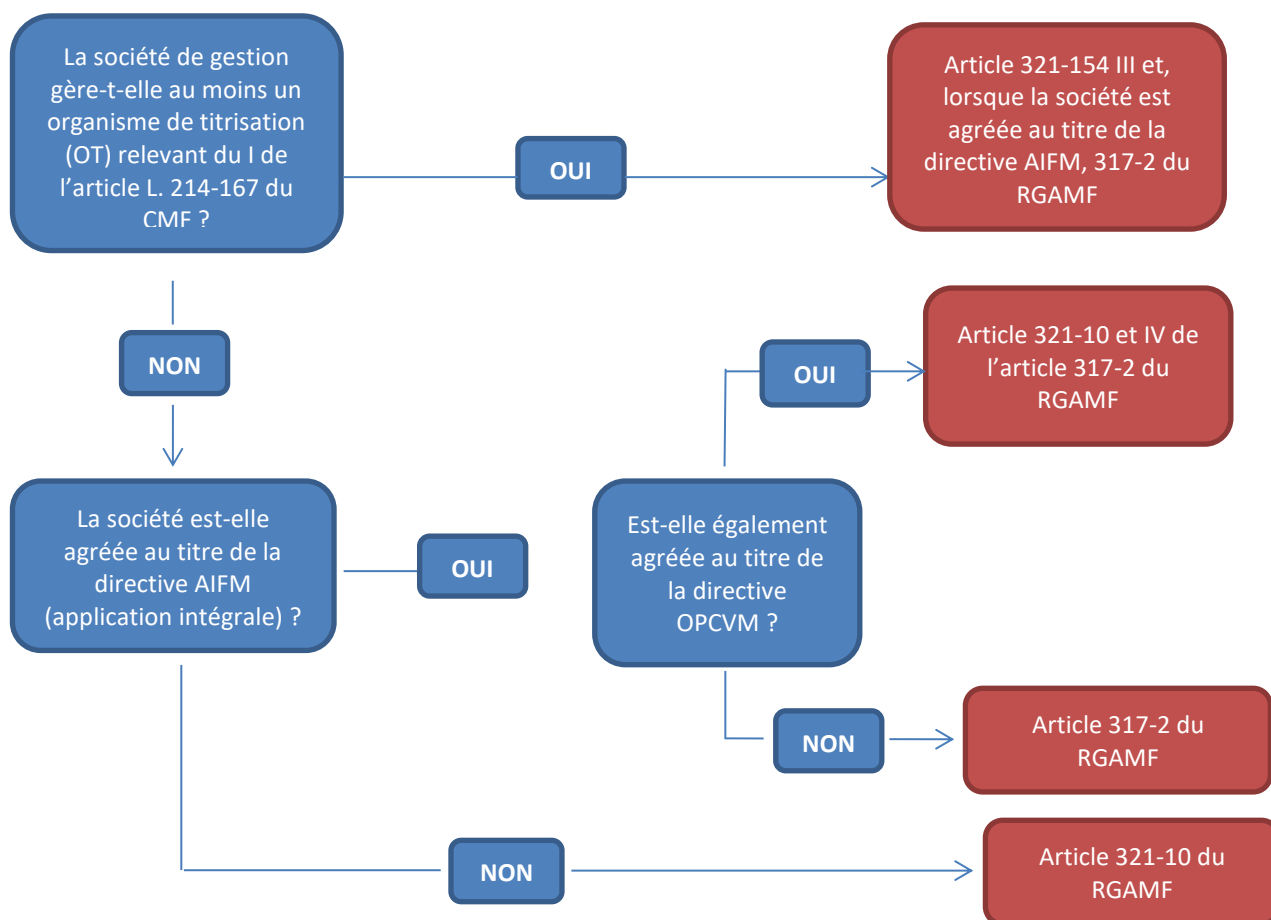 La société de gestion
gère-t-elle au moins un
organisme de titrisation
(OT) relevant du I de
l’article L. 214-167 du
CMF ?
OUI
Article 321-154 III et,
lorsque la société est
agréée au titre de la
directive AIFM, 317-2 du
RGAMF
NON
OUI
Article 321-10 et IV de
l’article 317-2 du
RGAMF
La société est-elle
agréée au titre de la
directive AIFM
(application intégrale) ?
OUI
Est-elle également
agréée au titre de
la directive
OPCVM ?
NON
Article 317-2 du
RGAMF
NON
Article 321-10 du
RGAMF